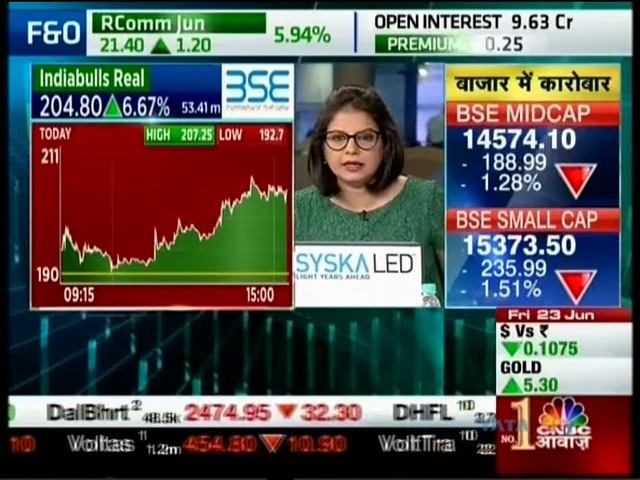 F&O
RComm Jun
21.40 1.20
5.94%
OPEN INTEREST 9.63 Cr
PREMIUM 0.25
Indiabulls Real
204.80 6.67% 53.41 m
BSE
TODAY
HIGH 207.25 LOW 192.7
211
190
09:15
15:00
SYSKA LED
LIGHT YEARS AHEAD
बाजार में कारोबार
BSE MIDCAP
14574.10
- 188.99
- 1.28%
BSE SMALL CAP
15373.50
- 235.99
- 1.51%
Fri 23 Jun
$ Vs ₹
0.1075
GOLD
5.30
DalBhrt 2474.95 32.30 DHFL
Voltas 454.80 10.90 VoltTra
NO. 1
CNBC
आवाज़